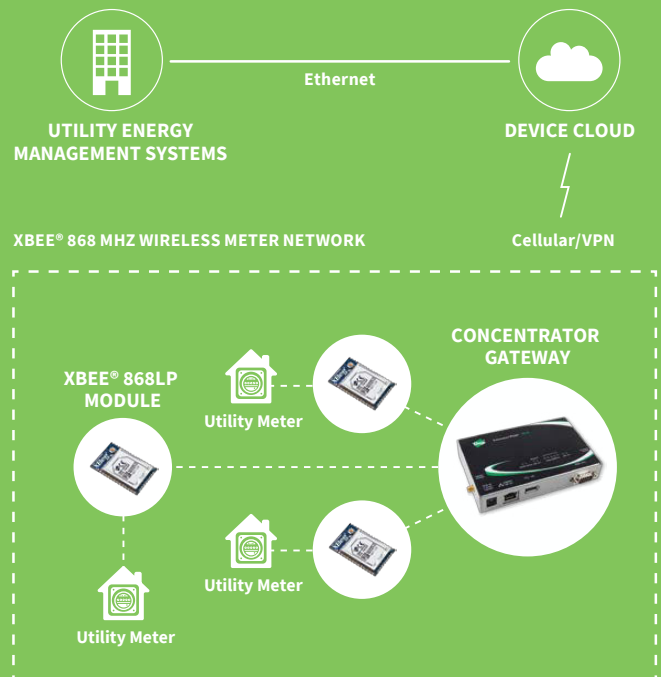 Ethernet
UTILITY ENERGY
MANAGEMENT SYSTEMS
DEVICE CLOUD
XBEE® 868 MHZ WIRELESS METER NETWORK
Cellular/VPN
CONCENTRATOR
GATEWAY
XBEE® 868LP
MODULE
Utility Meter
Utility Meter
Utility Meter